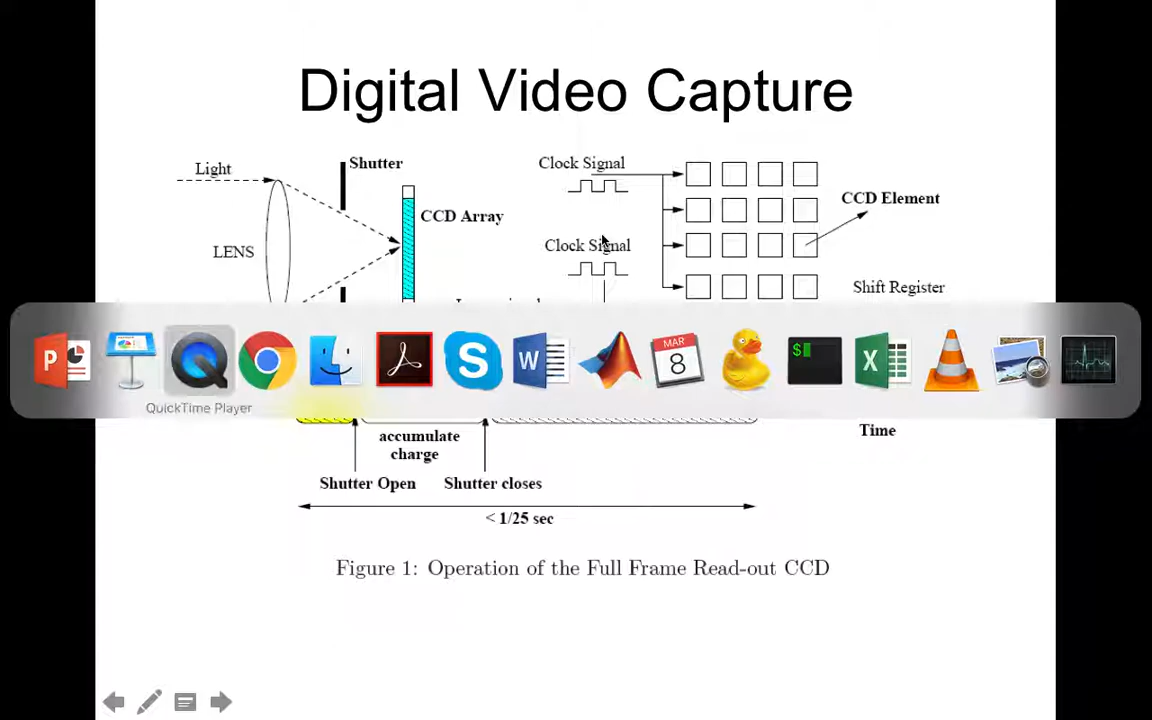 Digital Video Capture
Light
Shutter
Clock Signal
CCD Element
CCD Array
LENS
Clock Signal
Shift Register
P
S
W
MAR
8
$
X
QuickTime Player
accumulate
charge
Time
Shutter Open
Shutter closes
< 1/25 sec
Figure 1: Operation of the Full Frame Read-out CCD